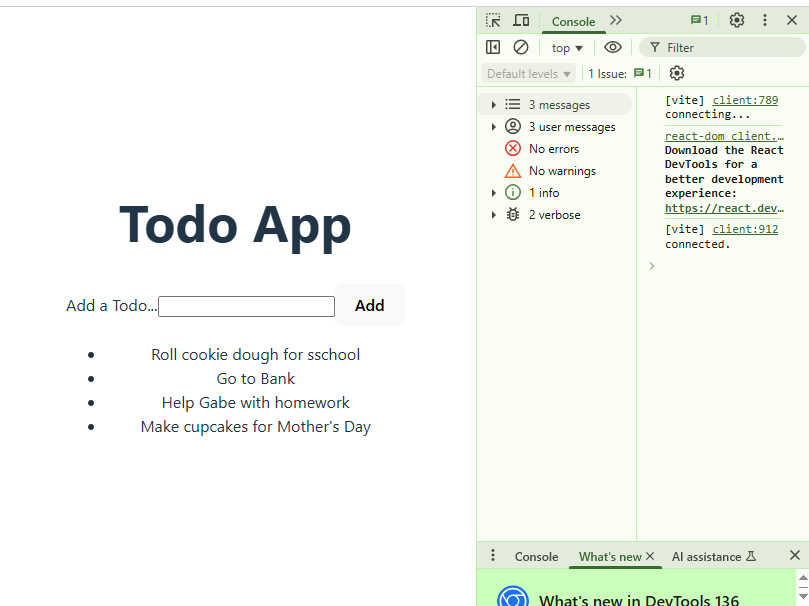 Todo App
Add a Todo...
Add
Roll cookie dough for sschool
Go to Bank
Help Gabe with homework
Make cupcakes for Mother's Day
Console
1
top
Filter
Default levels
1 Issue: 1
3 messages
3 user messages
No errors
No warnings
1 info
2 verbose
[vite] client:789
connecting...
react-dom_client.…
Download the React
DevTools for a
better development
experience:
https://react.dev…
[vite] client:912
connected.
Console
What's new
AI assistance
What's new in DevTools 136